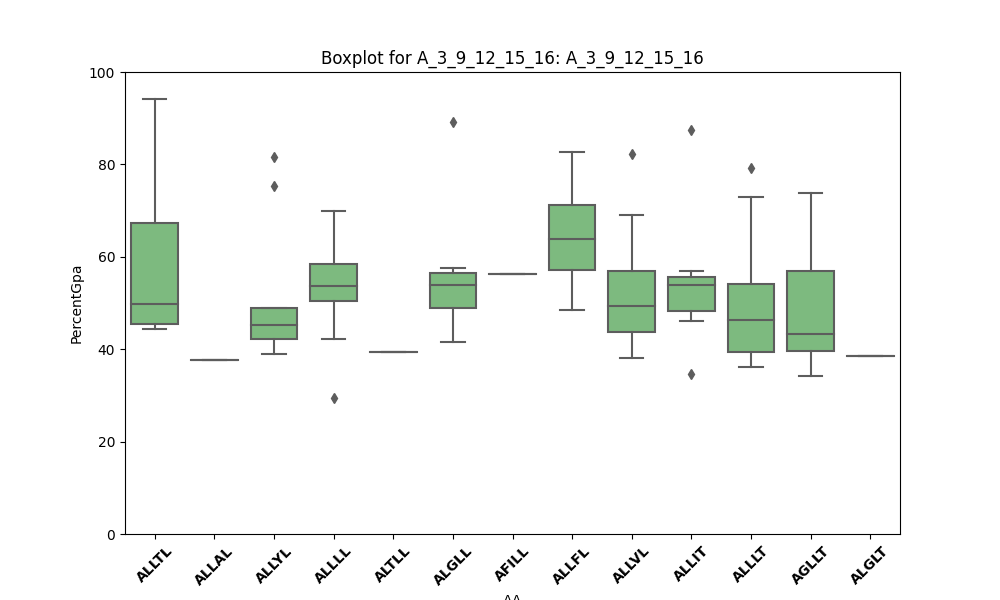 Boxplot for A_3_9_12_15_16: A_3_9_12_15_16
100
80
60
40
20
0
PercentGpa
ALLTL ALLAL ALLYL ALLLL ALTLL ALGLL AFILL ALLFL ALLVL ALLIT ALLLT AGLLT ALGLT
AA